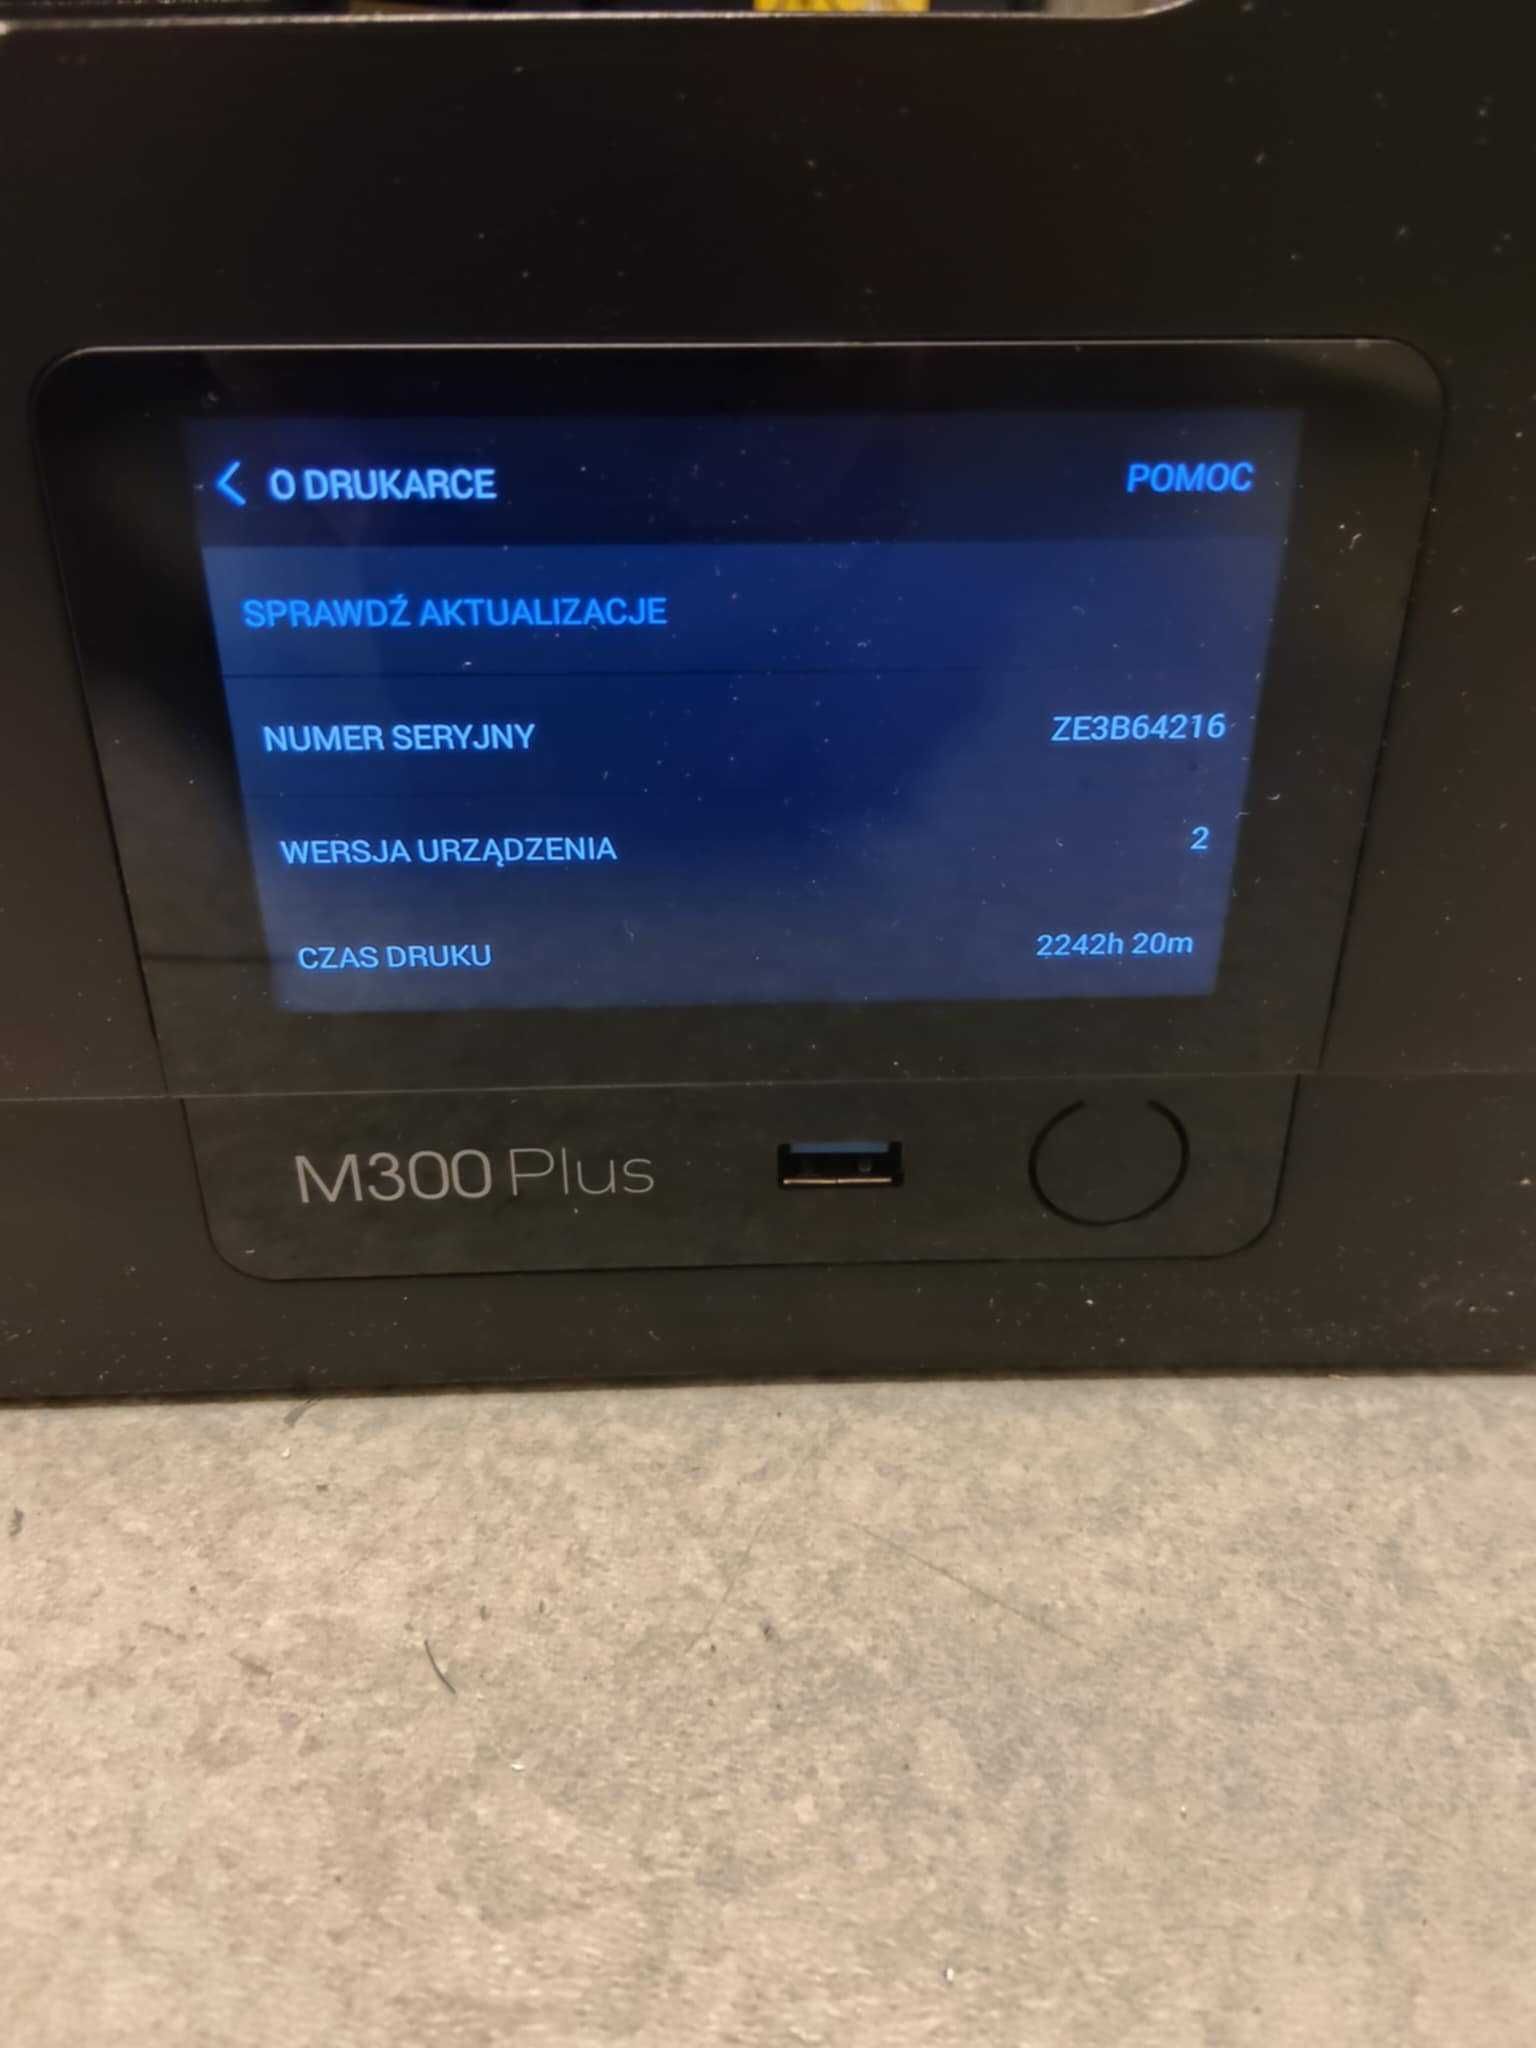 O DRUKARCE POMOC
SPRAWDŹ AKTUALIZACJE
NUMER SERYJNY ZE3B64216
WERSJA URZĄDZENIA 2
CZAS DRUKU 2242h 20m
M300 Plus